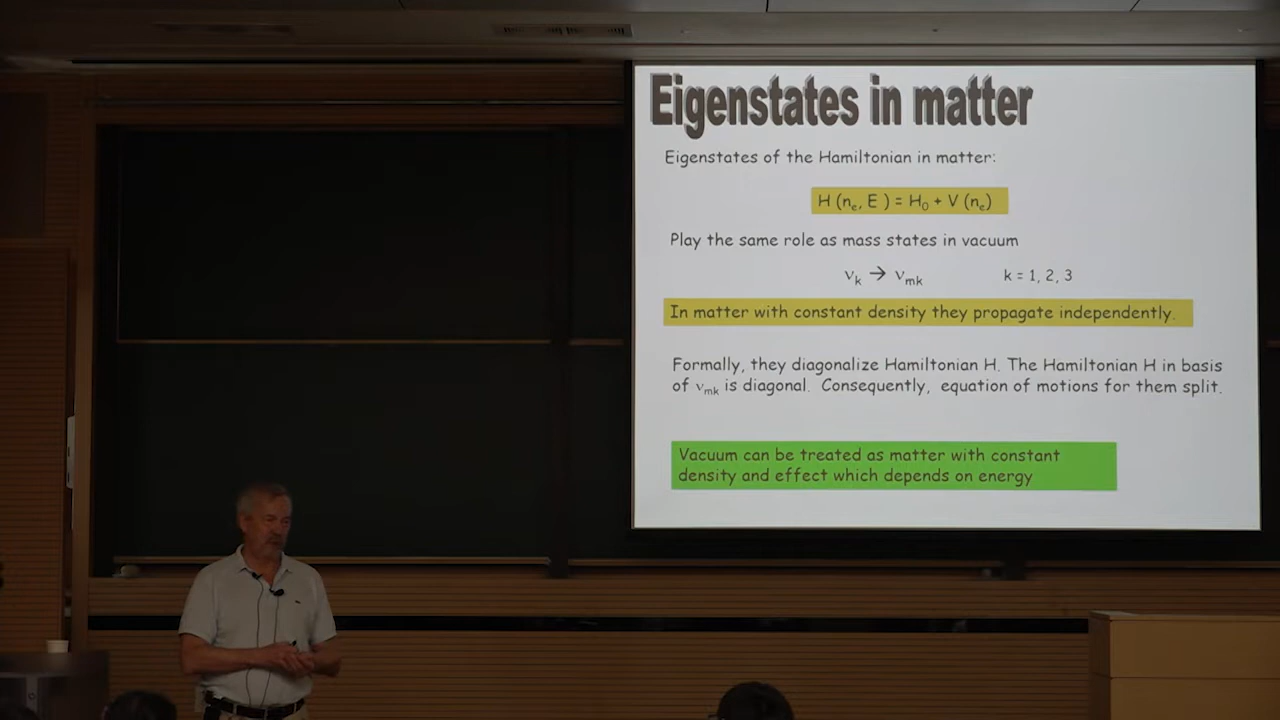 Eigenstates in matter
Eigenstates of the Hamiltonian in matter:
H (nₑ, E ) = H₀ + V (nₑ)
Play the same role as mass states in vacuum
νₖ → νₘₖ k = 1, 2, 3
In matter with constant density they propagate independently.
Formally, they diagonalize Hamiltonian H. The Hamiltonian H in basis
of νₘₖ is diagonal. Consequently, equation of motions for them split.
Vacuum can be treated as matter with constant
density and effect which depends on energy